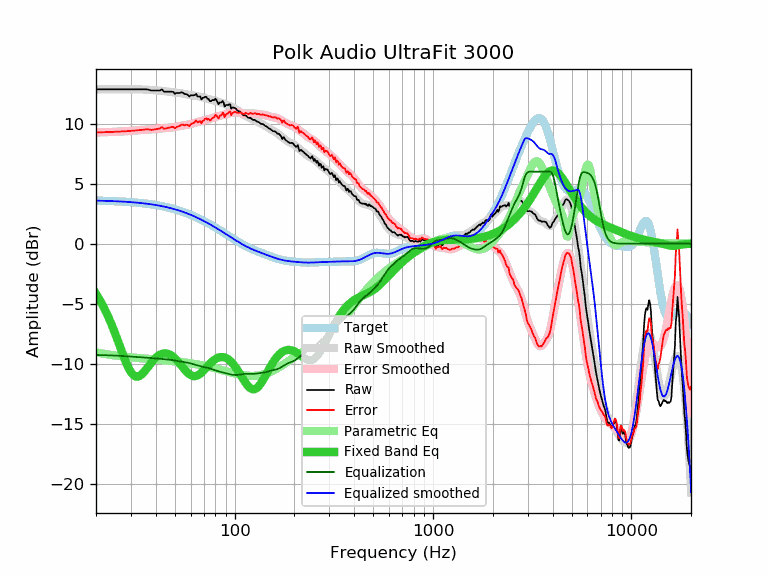 Polk Audio UltraFit 3000
Amplitude (dBr)
10
5
0
−5
−10
−15
−20
Target
Raw Smoothed
Error Smoothed
Raw
Error
Parametric Eq
Fixed Band Eq
Equalization
Equalized smoothed
100
1000
10000
Frequency (Hz)